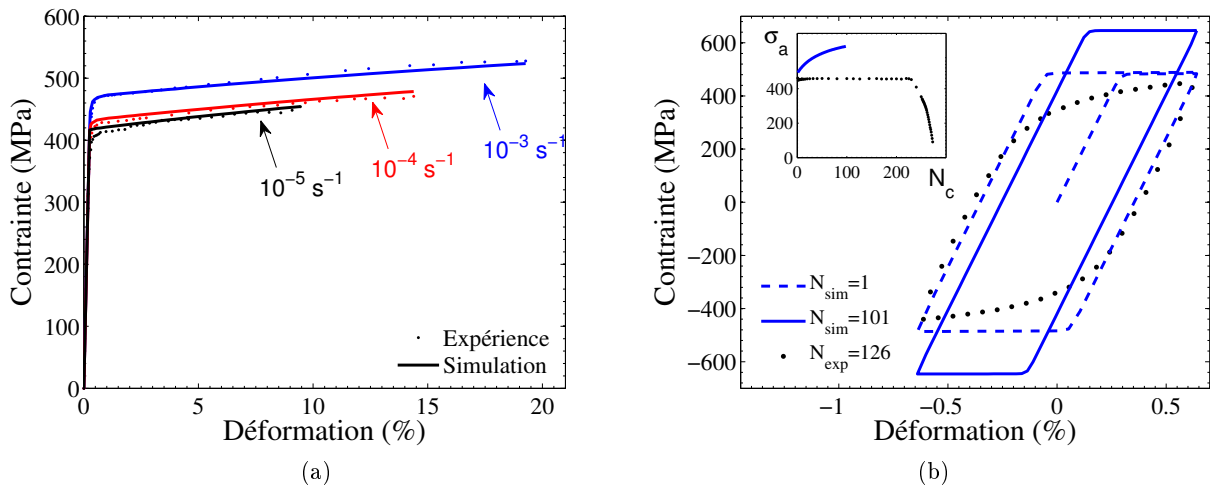 600
500
400
300
200
100
0
Contrainte (MPa)
10⁻³ s⁻¹
10⁻⁴ s⁻¹
10⁻⁵ s⁻¹
Expérience
Simulation
0
5
10
15
20
Déformation (%)
(a)
600
400
200
0
−200
−400
−600
Contrainte (MPa)
σa
600
400
200
0
0
100
200
Nc
Nsim=1
Nsim=101
Nexp=126
−1
−0.5
0
0.5
Déformation (%)
(b)